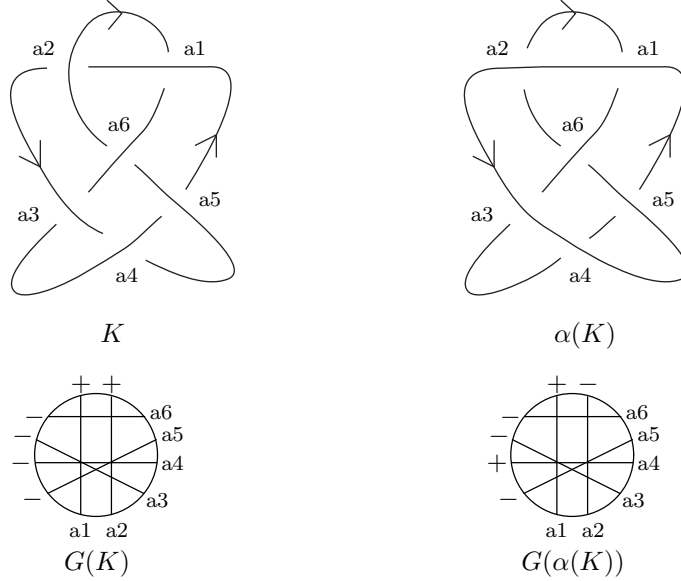 a2 a1 a2 a1
a6 a6
a3 a5 a3 a5
a4 a4
K α(K)
+ + + −
− a6 − a6
− a5 − a5
− a4 + a4
− a3 − a3
a1 a2 a1 a2
G(K) G(α(K))